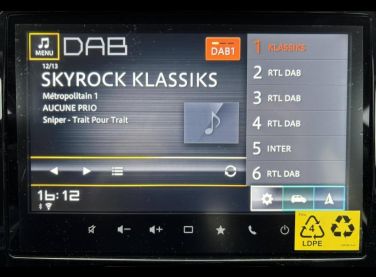 MENU
DAB
DAB1
12/13
SKYROCK KLASSIKS
Métropolitain 1
AUCUNE PRIO
Sniper - Trait Pour Trait
1 KLASSIKS
2 RTL DAB
3 RTL DAB
4 RTL DAB
5 INTER
6 RTL DAB
16:12
4
LDPE